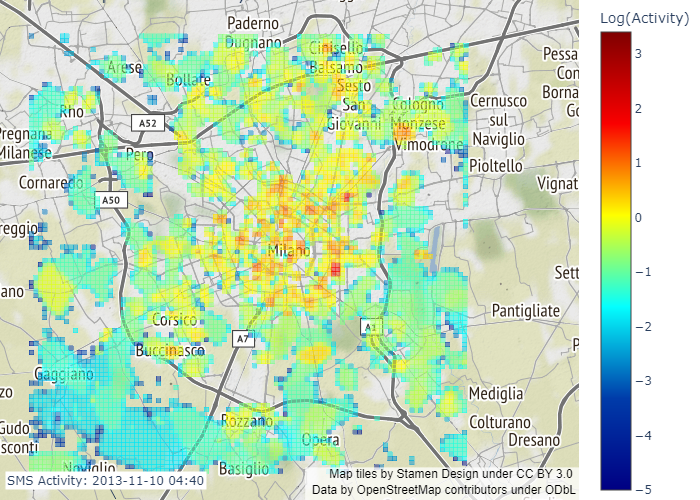 Log(Activity)
Paderno
Dugnano
Cinisello
Balsamo
Arese
Bollate
Sesto
San
Giovanni
Pessa
Con
Borna
Go
Rho
Cologno
Monzese
Cernusco
sul
Naviglio
A52
Pregnana
Milanese
Pero
Vimodrone
Pioltello
Cornaredo
A50
Vignat
reggio
Milano
Sett
ano
Pantigliate
Corsico
A7
A1
Buccinasco
P
Gaggiano
zo
Mediglia
Rozzano
Colturano
Gudo
sconti
Opera
Dresano
Noviglio
Basiglio
SMS Activity: 2013-11-10 04:40
Map tiles by Stamen Design under CC BY 3.0
Data by OpenStreetMap contributors under ODbL
3
2
1
0
−1
−2
−3
−4
−5